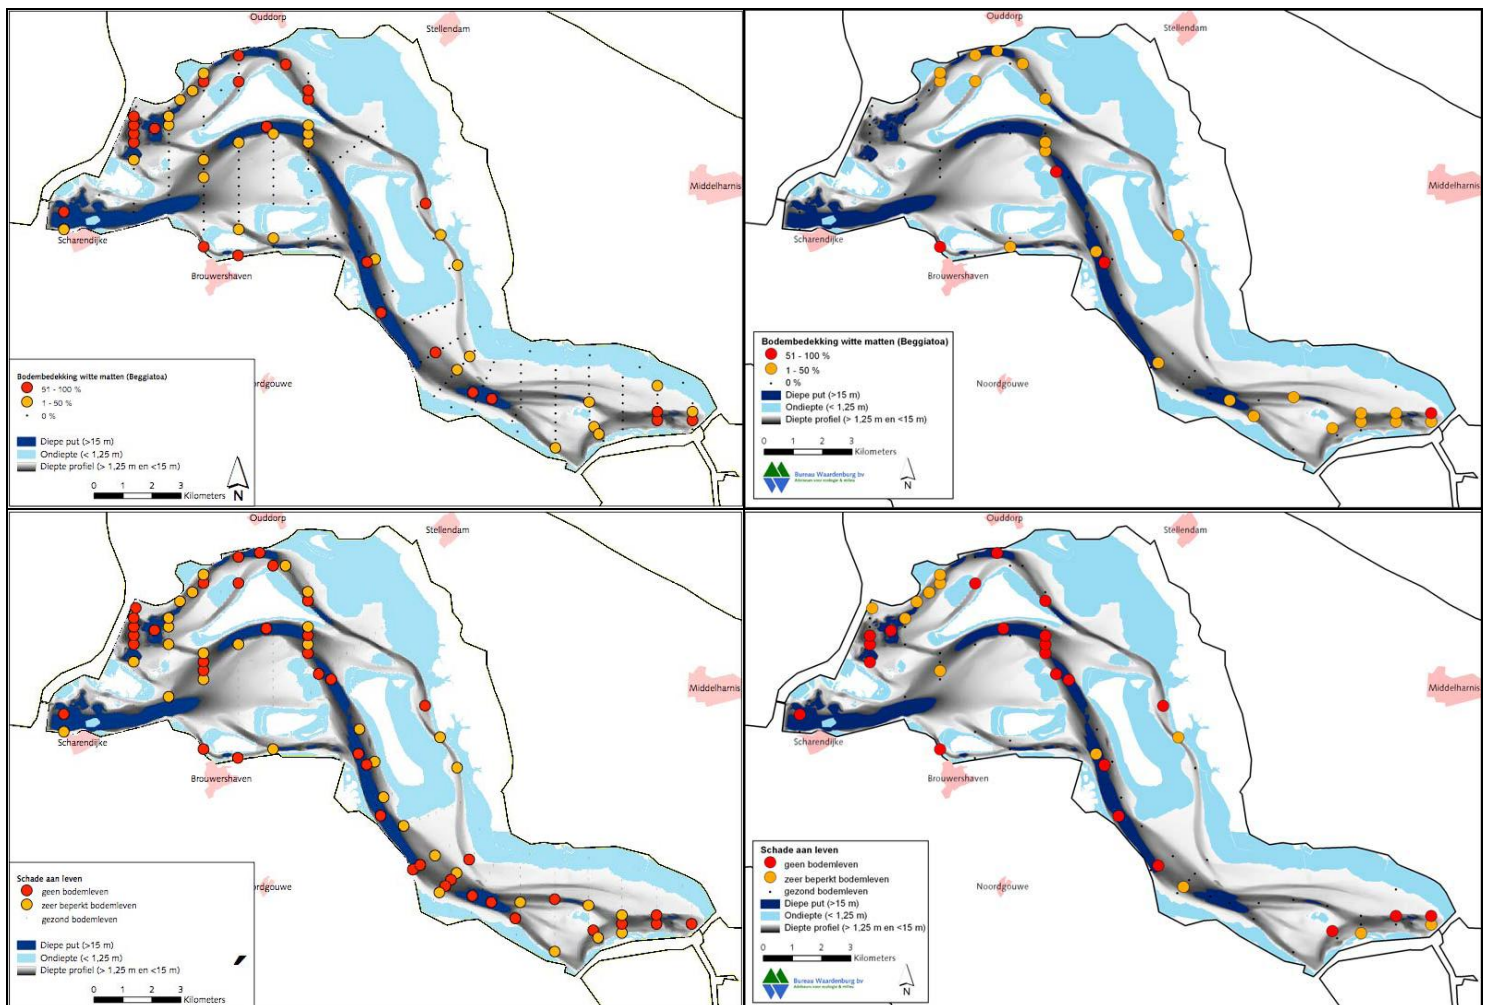 Ouddorp
Stellendam
Middelharnis
Scharendijke
Brouwershaven
Bodembedekking witte matten (Beggiatoa)
51 - 100 %
1 - 50 %
0 %
Diepe put (>15 m)
Ondiepte (< 1,25 m)
Diepte profiel (> 1,25 m en <15 m)
0 1 2 3
Kilometers
N
ordgouwe
Ouddorp
Stellendam
Middelharnis
Scharendijke
Brouwershaven
Noordgouwe
Bodembedekking witte matten (Beggiatoa)
51 - 100 %
1 - 50 %
0 %
Diepe put (>15 m)
Ondiepte (< 1,25 m)
Diepte profiel (> 1,25 m en <15 m)
0 1 2 3
Kilometers
Bureau Waardenburg bv
N
Ouddorp
Stellendam
Middelharnis
Scharendijke
Brouwershaven
ordgouwe
Schade aan leven
geen bodemleven
zeer beperkt bodemleven
gezond bodemleven
Diepe put (>15 m)
Ondiepte (< 1,25 m)
Diepte profiel (> 1,25 m en <15 m)
0 1 2 3
Kilometers
Ouddorp
Stellendam
Middelharnis
Scharendijke
Brouwershaven
Noordgouwe
Schade aan leven
geen bodemleven
zeer beperkt bodemleven
gezond bodemleven
Diepe put (>15 m)
Ondiepte (< 1,25 m)
Diepte profiel (> 1,25 m en <15 m)
0 1 2 3
Kilometers
Bureau Waardenburg bv
N